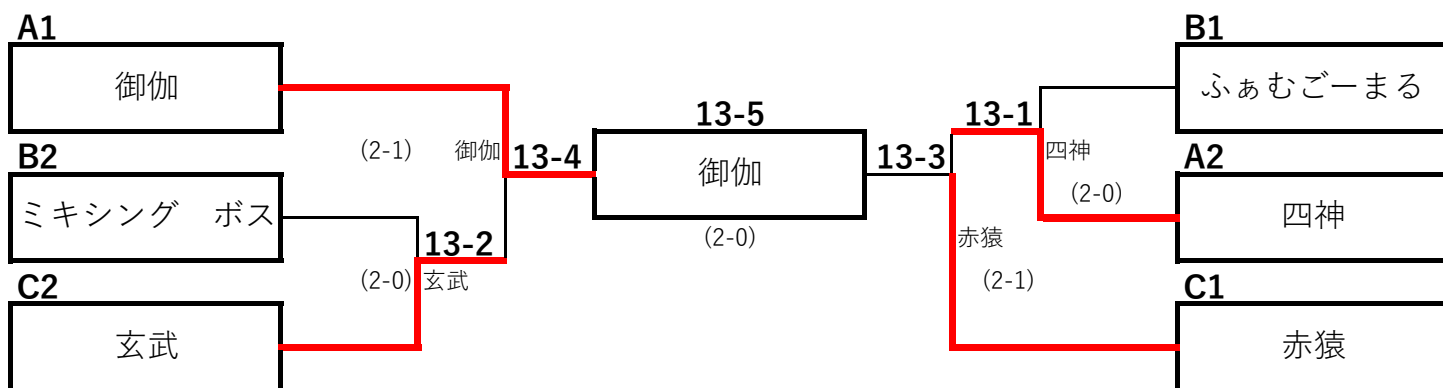 A1
B1
御伽
ふぁむごーまる
13-5
13-1
(2-1)
御伽
13-4
13-3
四神
B2
A2
御伽
(2-0)
ミキシング　ボス
四神
13-2
(2-0)
赤猿
(2-0)
玄武
(2-1)
C2
C1
玄武
赤猿